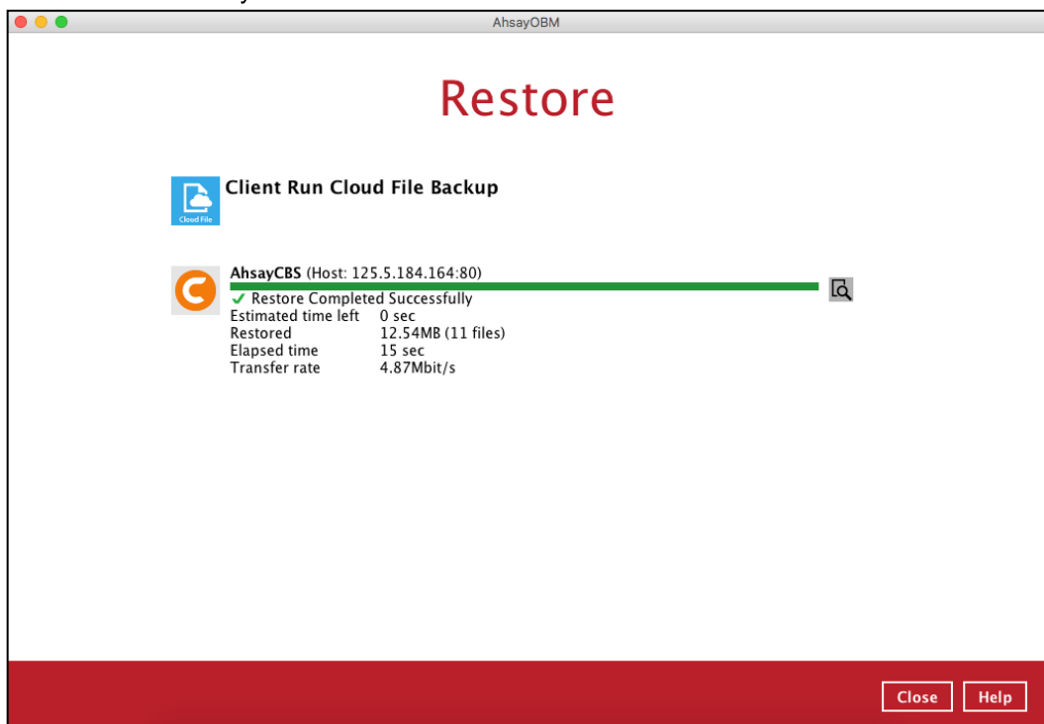 AhsayOBM
Restore
Client Run Cloud File Backup
Cloud File
AhsayCBS (Host: 125.5.184.164:80)
✓ Restore Completed Successfully
Estimated time left 0 sec
Restored 12.54MB (11 files)
Elapsed time 15 sec
Transfer rate 4.87Mbit/s
Close Help